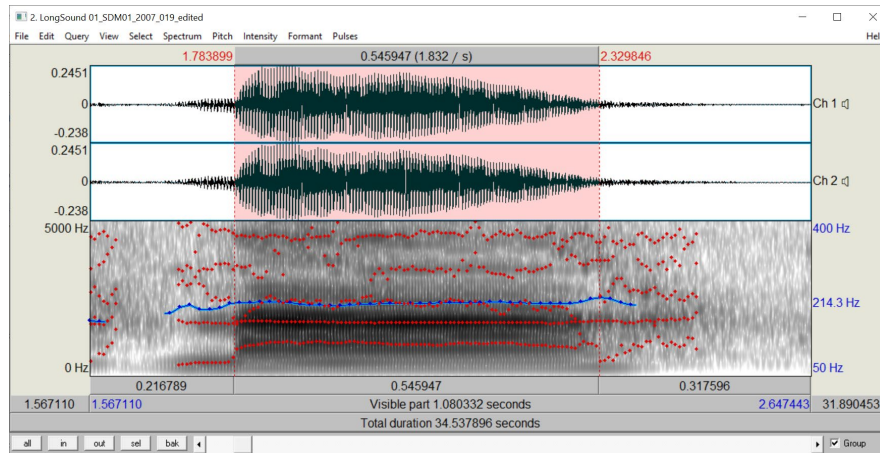 2. LongSound 01_SDM01_2007_019_edited
File Edit Query View Select Spectrum Pitch Intensity Formant Pulses Hel
1.783899 0.545947 (1.832 / s) 2.329846
0.2451
0
-0.238
Ch 1
0.2451
0
-0.238
Ch 2
5000 Hz 400 Hz
214.3 Hz
0 Hz 50 Hz
0.216789 0.545947 0.317596
1.567110 1.567110 Visible part 1.080332 seconds 2.647443 31.890453
Total duration 34.537896 seconds
all in out sel bak Group